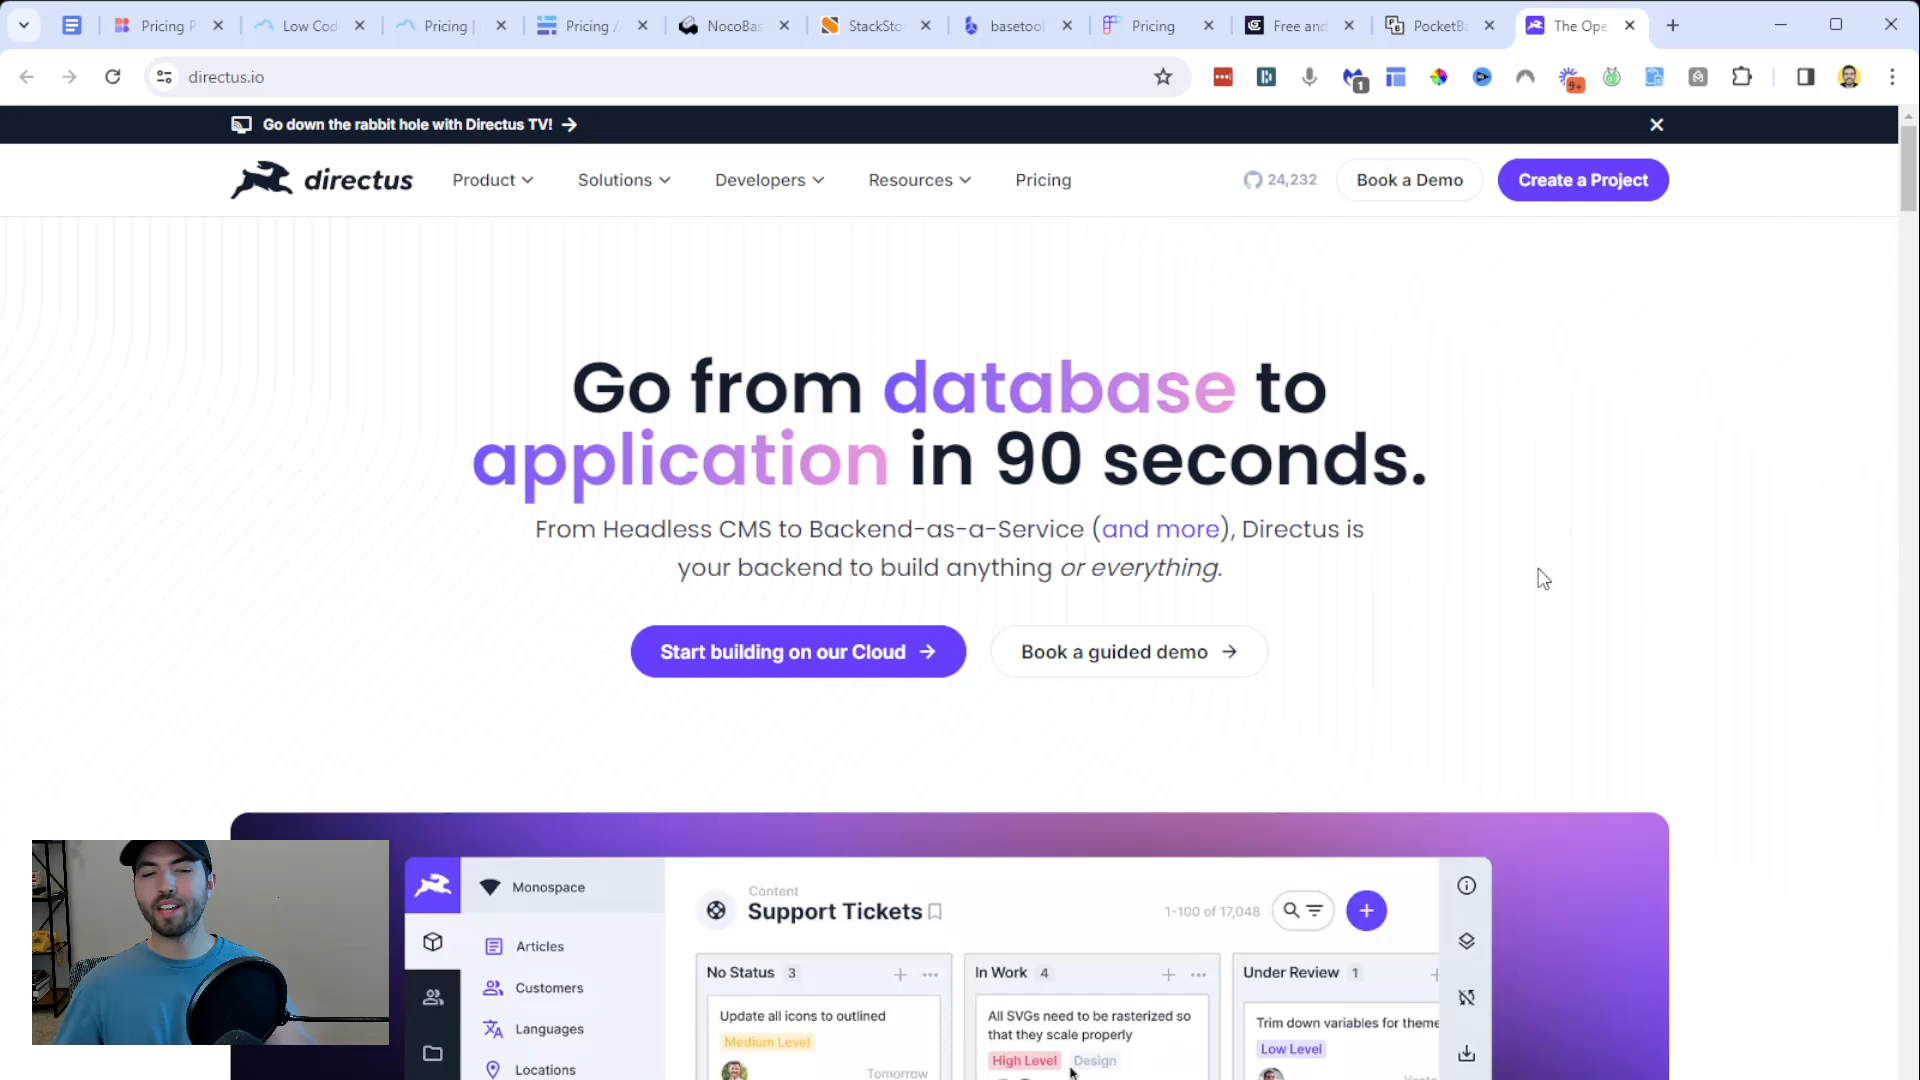 Pricing P
Low Cod
Pricing |
Pricing /
NocoBas
StackSto
basetool
Pricing
Free and
PocketBa
The Ope
directus.io
1
9+
Go down the rabbit hole with Directus TV! →
directus
Product
Solutions
Developers
Resources
Pricing
24,232
Book a Demo
Create a Project
Go from database to
application in 90 seconds.
From Headless CMS to Backend-as-a-Service (and more), Directus is
your backend to build anything or everything.
Start building on our Cloud →
Book a guided demo →
Monospace
Articles
Customers
Languages
Locations
Content
Support Tickets
1-100 of 17,048
No Status 3
In Work 4
Under Review 1
Update all icons to outlined
Medium Level
Tomorrow
All SVGs need to be rasterized so
that they scale properly
High Level
Design
Trim down variables for theme
Low Level